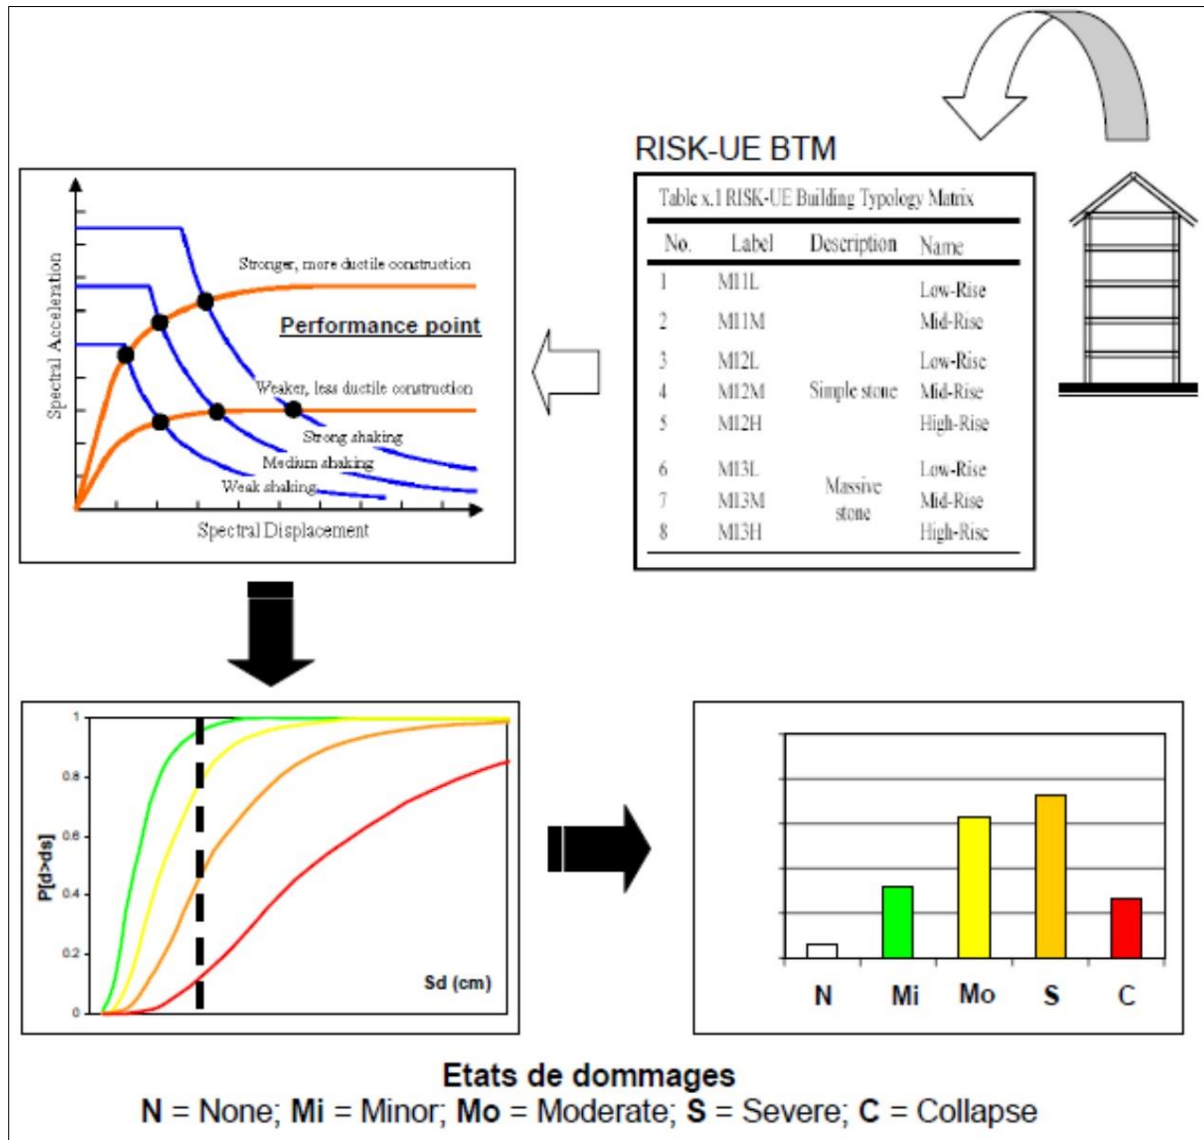 RISK-UE BTM
Table x.1 RISK-UE Building Typology Matrix
No. Label Description Name
1 M11L Low-Rise
2 M11M Mid-Rise
3 M12L Low-Rise
4 M12M Simple stone Mid-Rise
5 M12H High-Rise
6 M13L Low-Rise
7 M13M Massive stone Mid-Rise
8 M13H High-Rise
Spectral Acceleration
Stronger, more ductile construction
Performance point
Weaker, less ductile construction
Strong shaking
Medium shaking
Weak shaking
Spectral Displacement
P[d>ds]
1
0.8
0.6
0.4
0.2
0
Sd (cm)
N Mi Mo S C
Etats de dommages
N = None; Mi = Minor; Mo = Moderate; S = Severe; C = Collapse